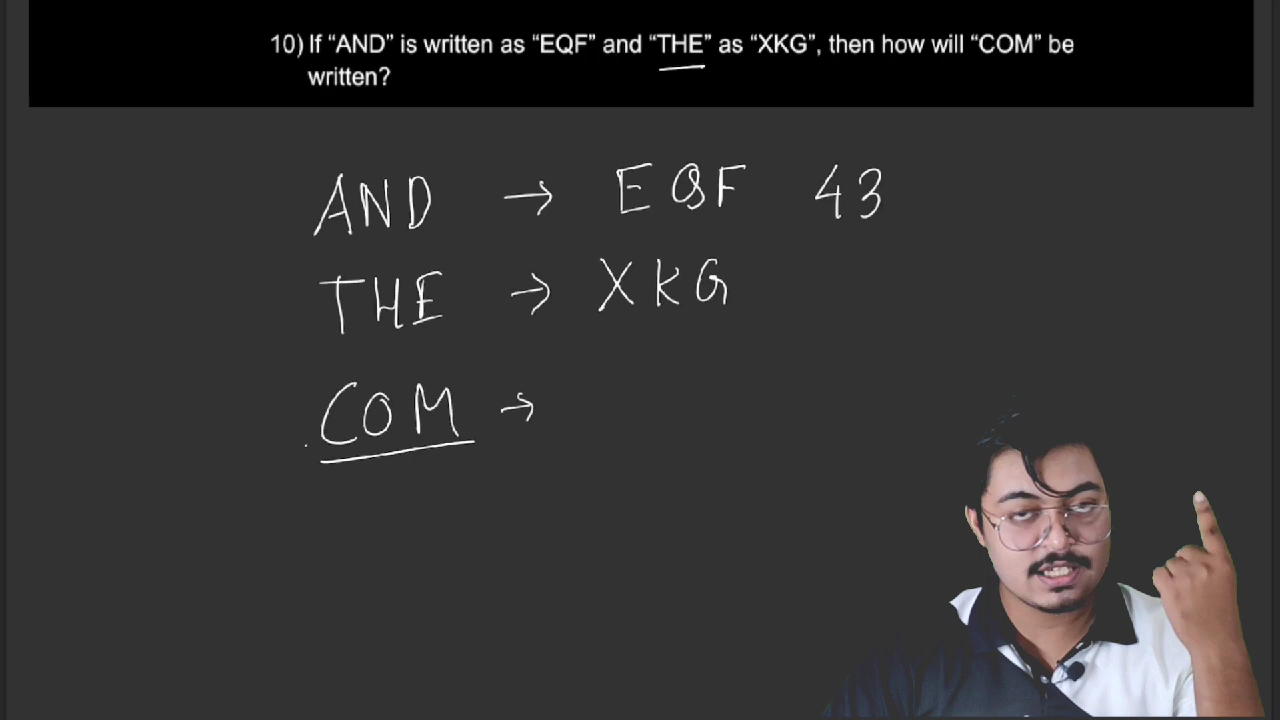 10) If “AND” is written as “EQF” and “THE” as “XKG”, then how will “COM” be
written?
AND → EQF 43
THE → XKG
COM →